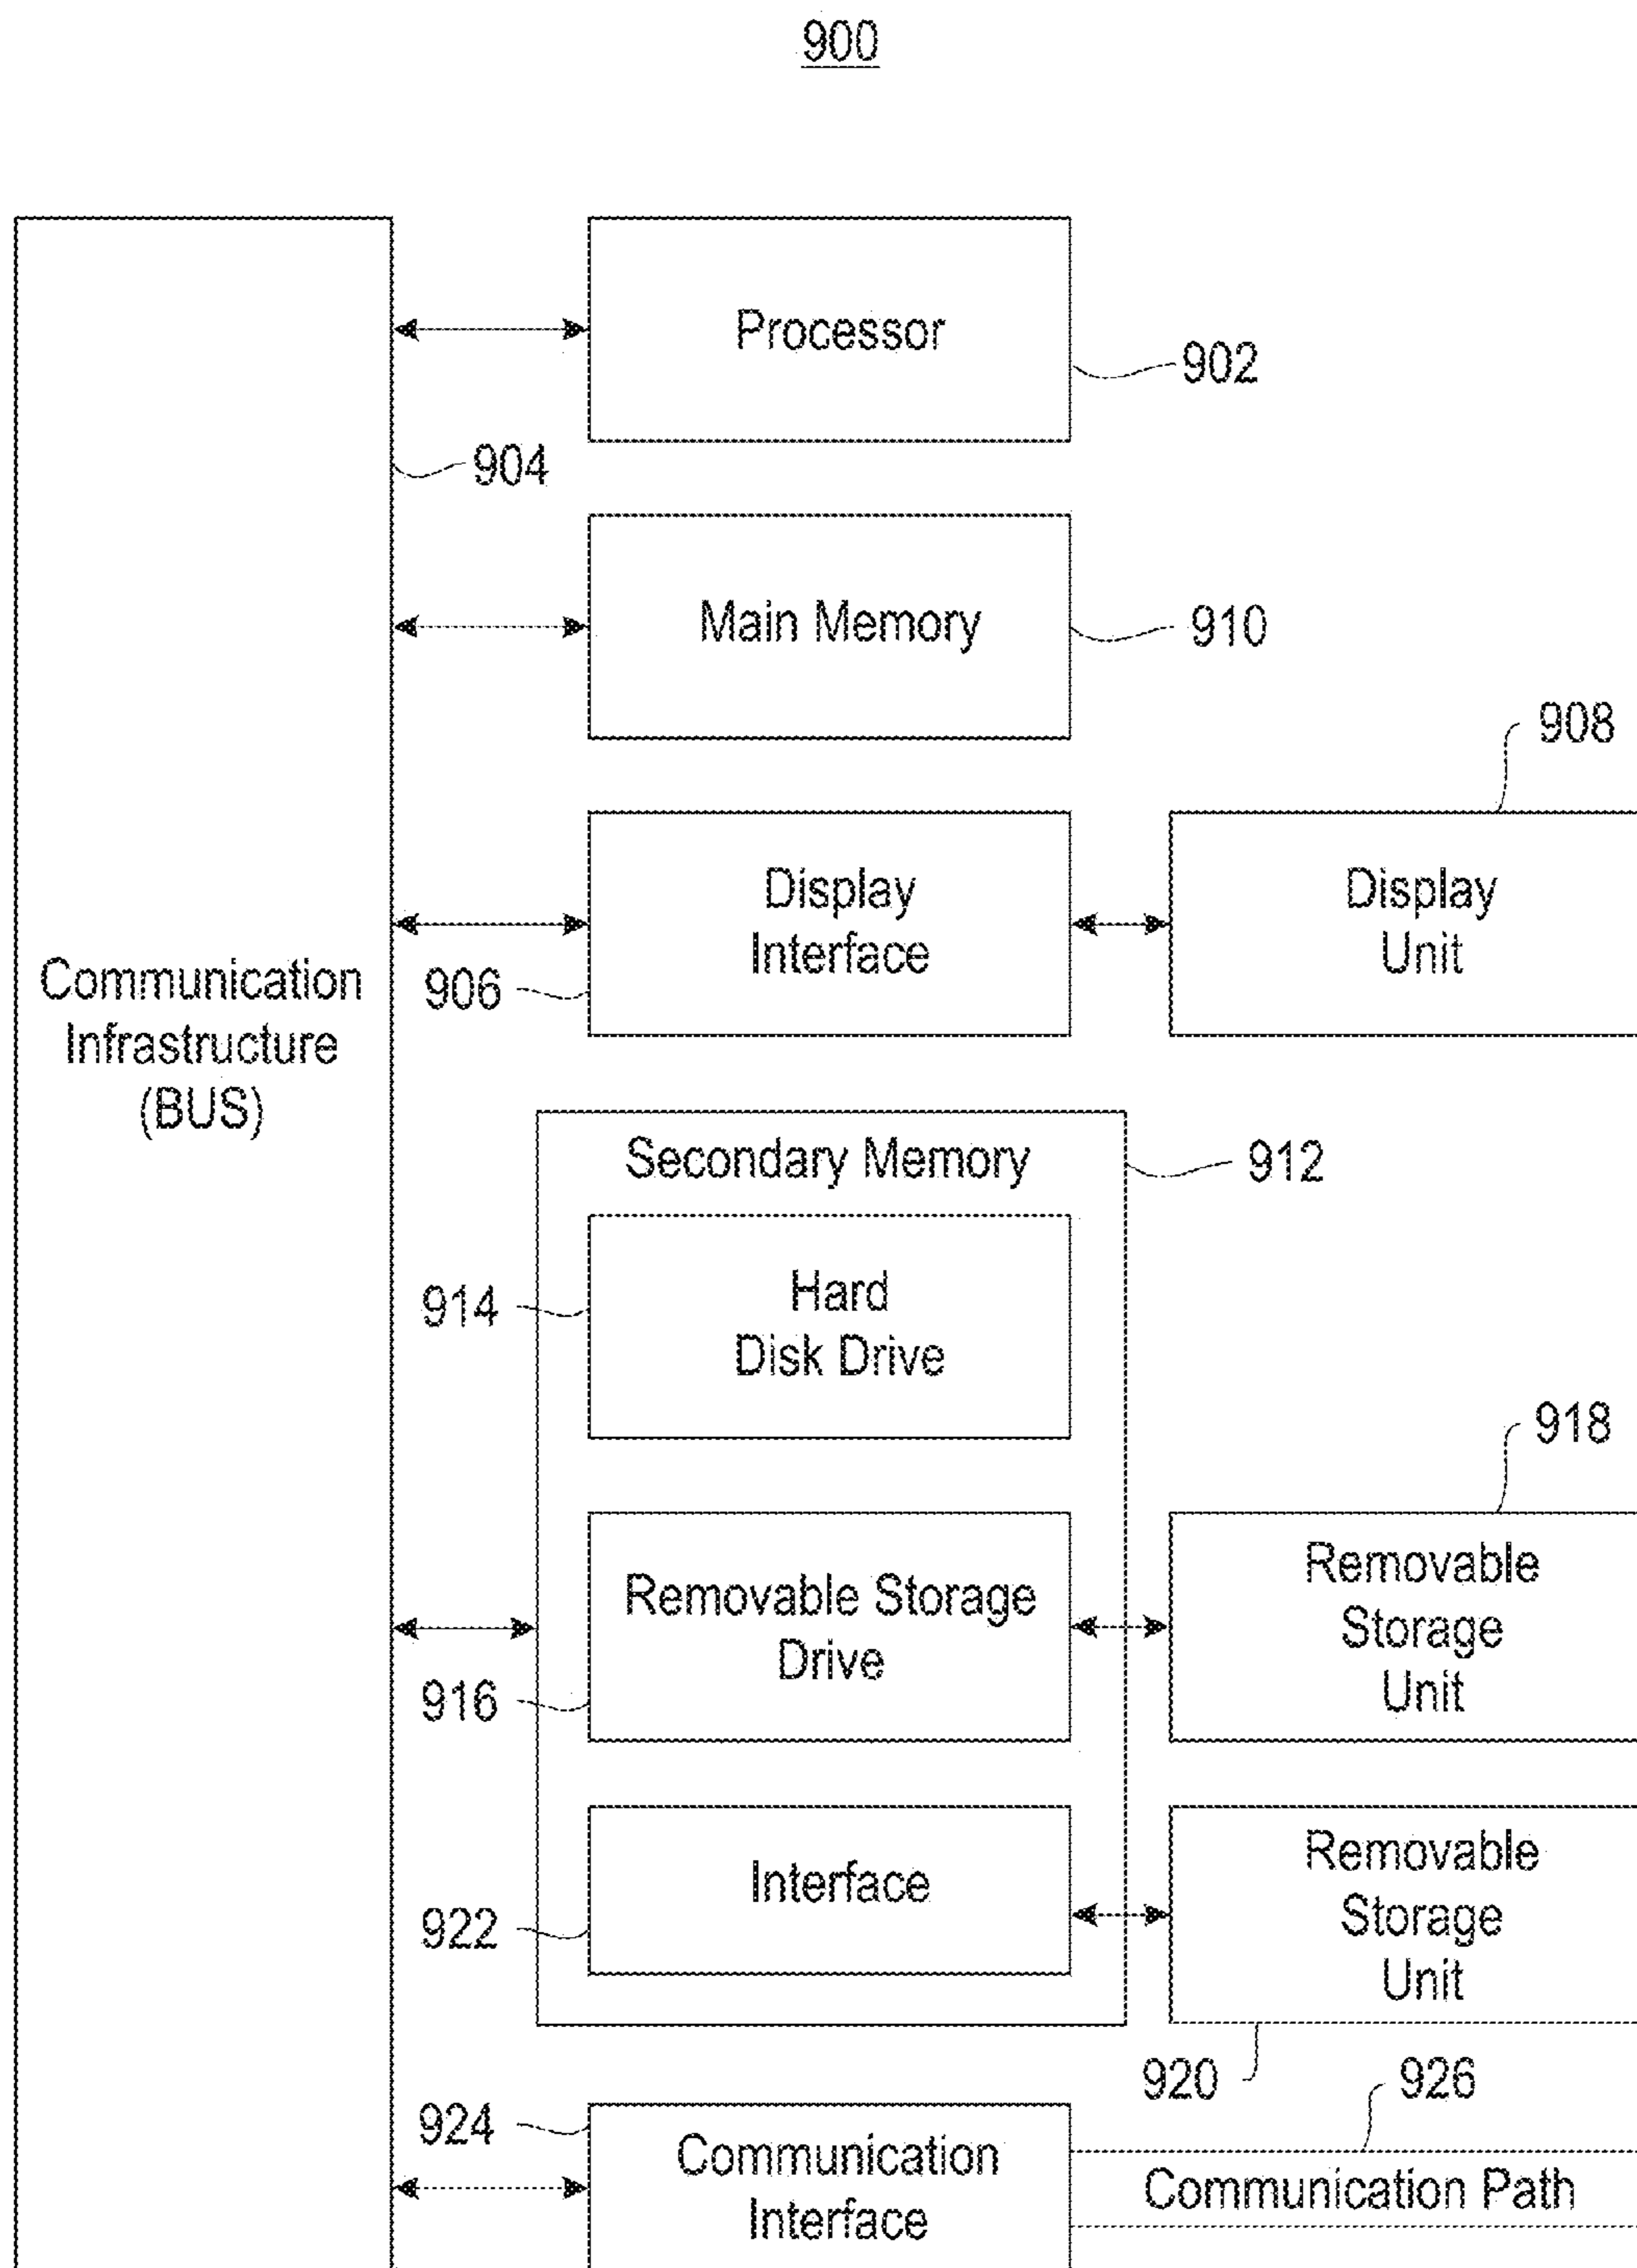 900
Processor
902
904
Main Memory
910
908
Display
Interface
Display
Unit
906
Communication
Infrastructure
(BUS)
Secondary Memory
912
914
Hard
Disk Drive
918
Removable Storage
Drive
Removable
Storage
Unit
916
Interface
Removable
Storage
Unit
922
920
926
924
Communication
Interface
Communication Path